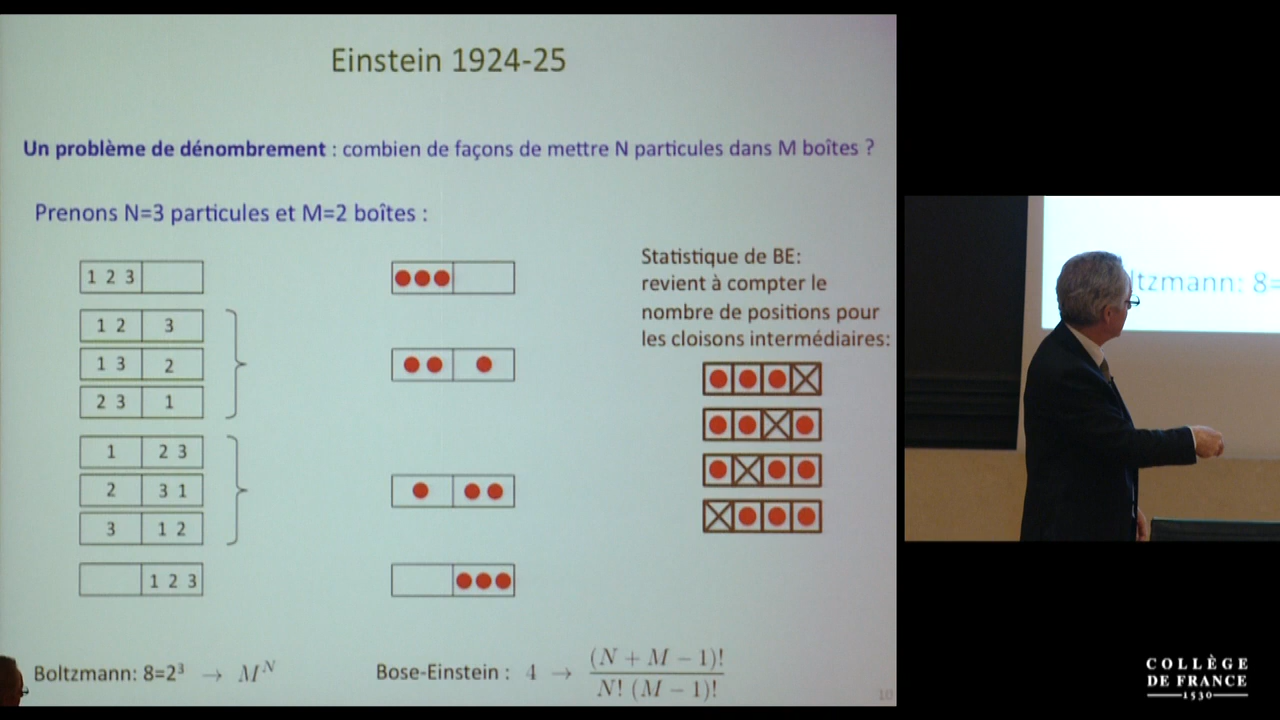 Einstein 1924-25
Un problème de dénombrement : combien de façons de mettre N particules dans M boîtes ?
Prenons N=3 particules et M=2 boîtes :
1 2 3
1 2 3
1 3 2
2 3 1
1 2 3
2 3 1
3 1 2
1 2 3
Statistique de BE:
revient à compter le
nombre de positions pour
les cloisons intermédiaires:
Boltzmann: 8=2³ → M^N
Bose-Einstein : 4 → (N + M − 1)! / N! (M − 1)!
10
ltzmann: 8=
COLLÈGE
DE FRANCE
1530